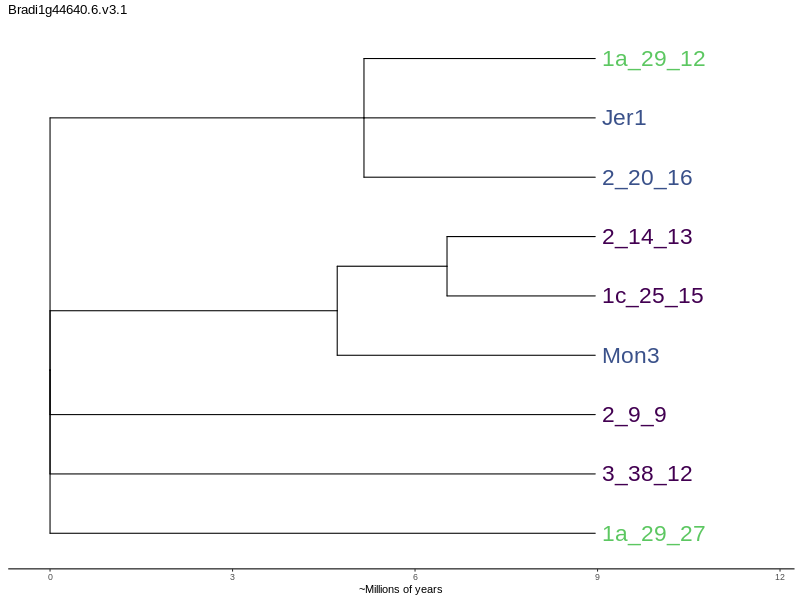 Bradi1g44640.6.v3.1
1a_29_12
Jer1
2_20_16
2_14_13
1c_25_15
Mon3
2_9_9
3_38_12
1a_29_27
0 3 6 9 12
~Millions of years